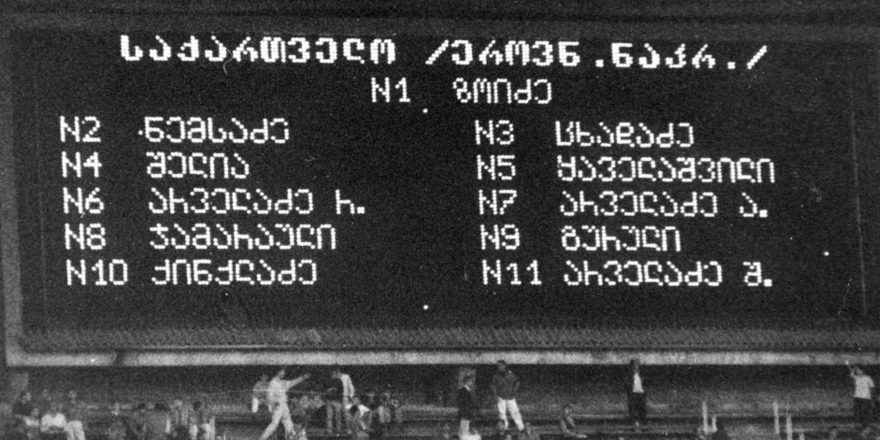 საქართველო /ეროვნ.ნაკრ./
N1 ზოიძე
N2 ნემსაძე N3 ცხადაძე
N4 შელია N5 ყაველაშვილი
N6 არველაძე რ. N7 არველაძე ა.
N8 ჯამარაული N9 გურული
N10 ქინქლაძე N11 არველაძე შ.